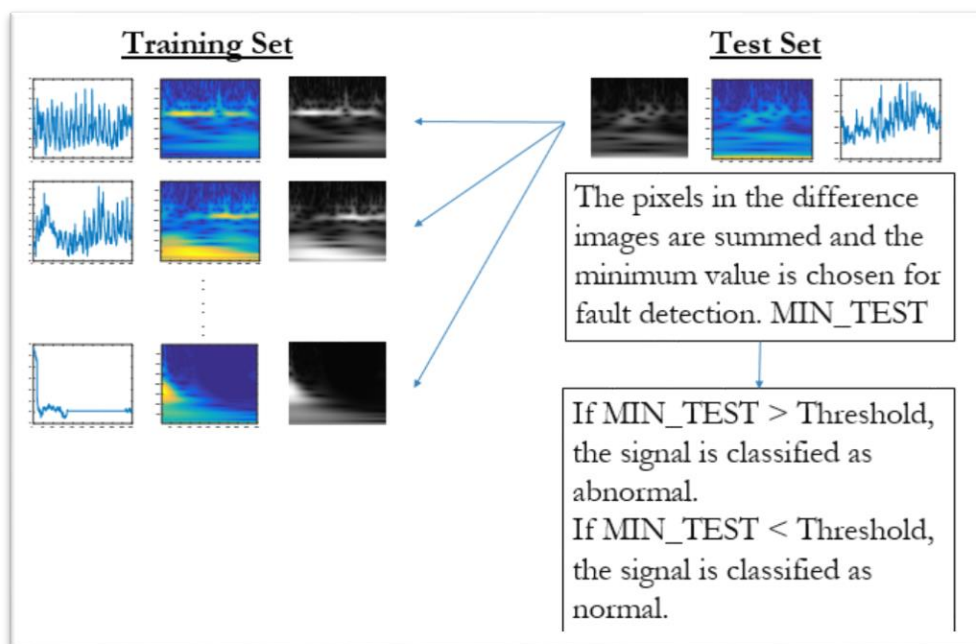 Training Set
Test Set
The pixels in the difference
images are summed and the
minimum value is chosen for
fault detection. MIN_TEST
If MIN_TEST > Threshold,
the signal is classified as
abnormal.
If MIN_TEST < Threshold,
the signal is classified as
normal.